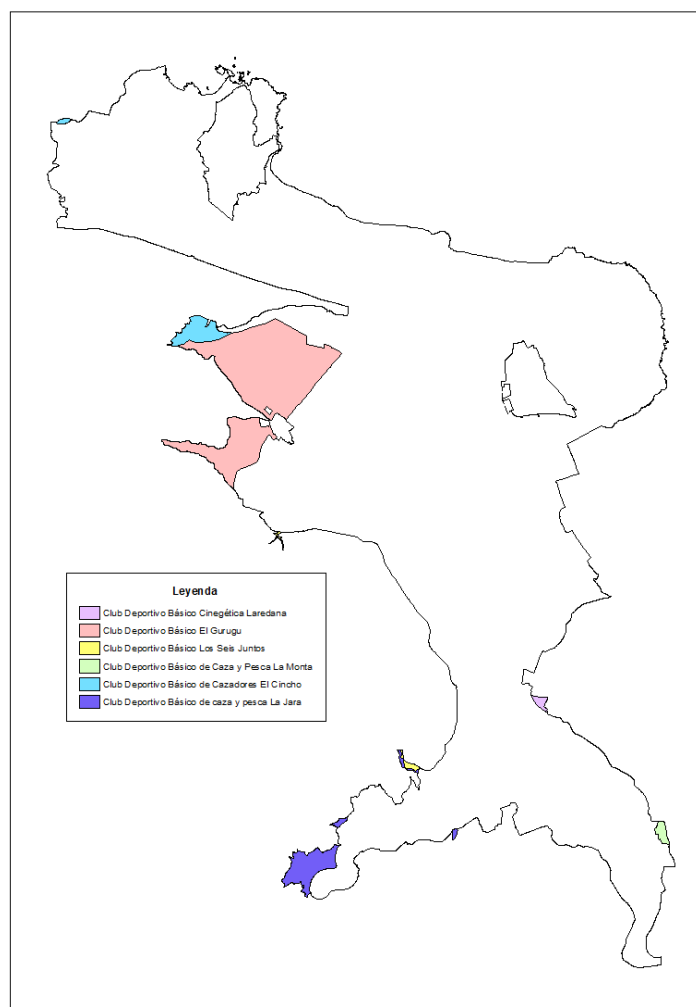 Leyenda
Club Deportivo Básico Cinegética Laredana
Club Deportivo Básico El Gurugu
Club Deportivo Básico Los Seis Juntos
Club Deportivo Básico de Caza y Pesca La Monta
Club Deportivo Básico de Cazadores El Cincho
Club Deportivo Básico de caza y pesca La Jara